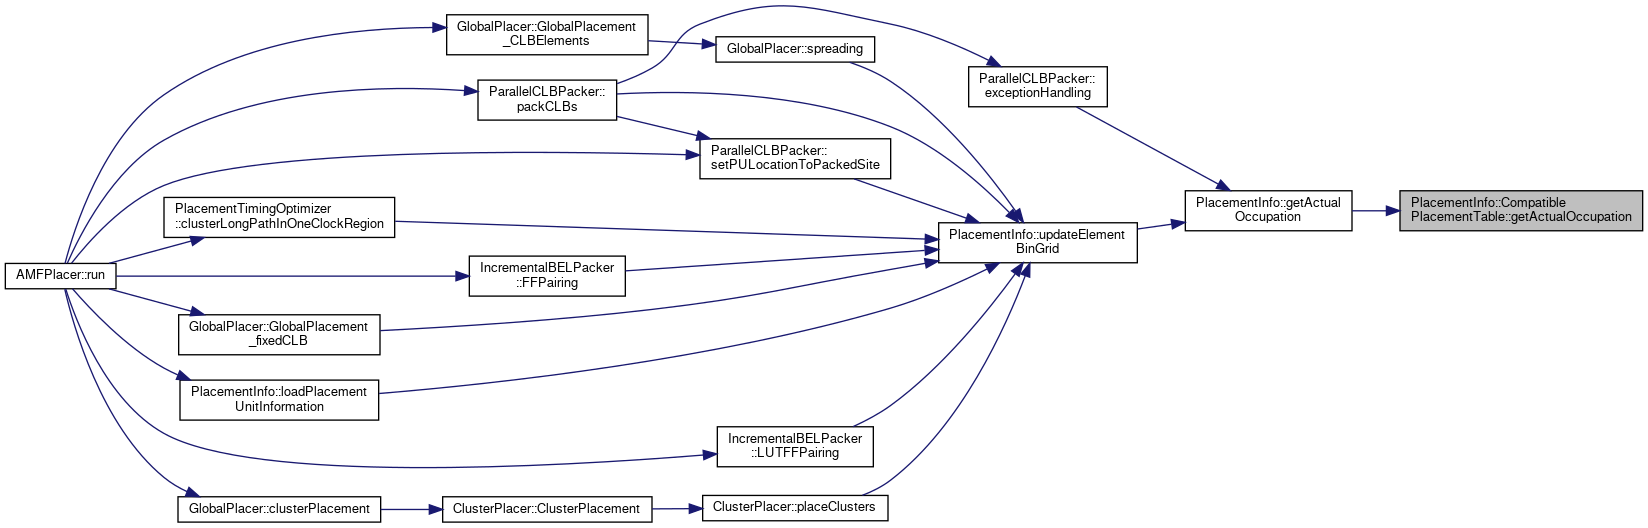 GlobalPlacer::GlobalPlacement
_CLBElements
GlobalPlacer::spreading
ParallelCLBPacker::
exceptionHandling
ParallelCLBPacker::
packCLBs
ParallelCLBPacker::
setPULocationToPackedSite
PlacementTimingOptimizer
::clusterLongPathInOneClockRegion
PlacementInfo::updateElement
BinGrid
PlacementInfo::getActual
Occupation
PlacementInfo::Compatible
PlacementTable::getActualOccupation
AMFPlacer::run
IncrementalBELPacker
::FFPairing
GlobalPlacer::GlobalPlacement
_fixedCLB
PlacementInfo::loadPlacement
UnitInformation
IncrementalBELPacker
::LUTFFPairing
GlobalPlacer::clusterPlacement
ClusterPlacer::ClusterPlacement
ClusterPlacer::placeClusters